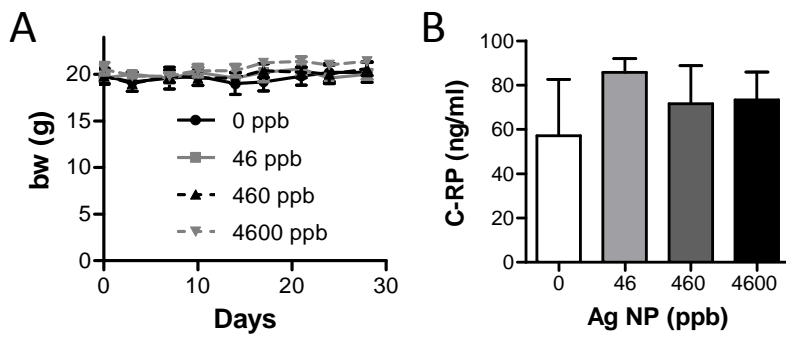 A
bw (g)
20
15
10
5
0
0 ppb
46 ppb
460 ppb
4600 ppb
0 10 20 30
Days
B
C-RP (ng/ml)
100
80
60
40
20
0
0 46 460 4600
Ag NP (ppb)